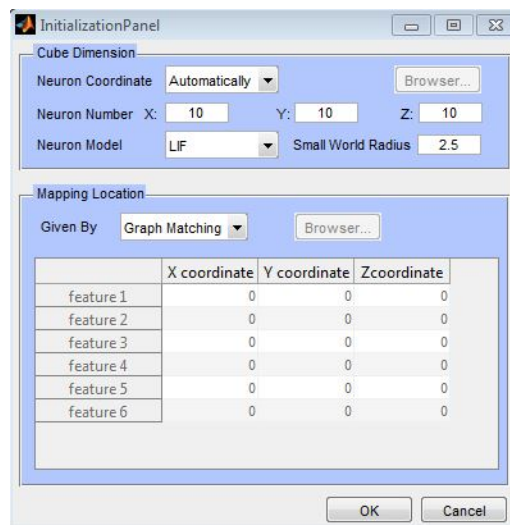 InitializationPanel
Cube Dimension
Neuron Coordinate Automatically Browser...
Neuron Number X: 10 Y: 10 Z: 10
Neuron Model LIF Small World Radius 2.5
Mapping Location
Given By Graph Matching Browser...
X coordinate Y coordinate Zcoordinate
feature 1 0 0 0
feature 2 0 0 0
feature 3 0 0 0
feature 4 0 0 0
feature 5 0 0 0
feature 6 0 0 0
OK Cancel